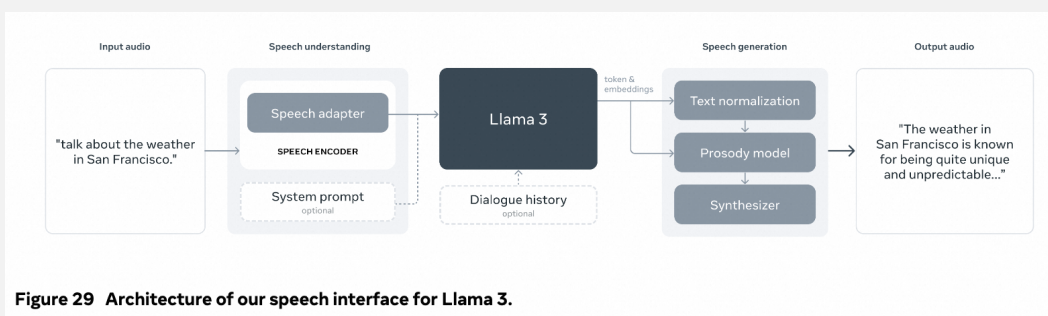 Input audio
Speech understanding
Speech generation
Output audio
"talk about the weather
in San Francisco."
Speech adapter
SPEECH ENCODER
System prompt
optional
Llama 3
Dialogue history
optional
token &
embeddings
Text normalization
Prosody model
Synthesizer
"The weather in
San Francisco is known
for being quite unique
and unpredictable..."
Figure 29 Architecture of our speech interface for Llama 3.